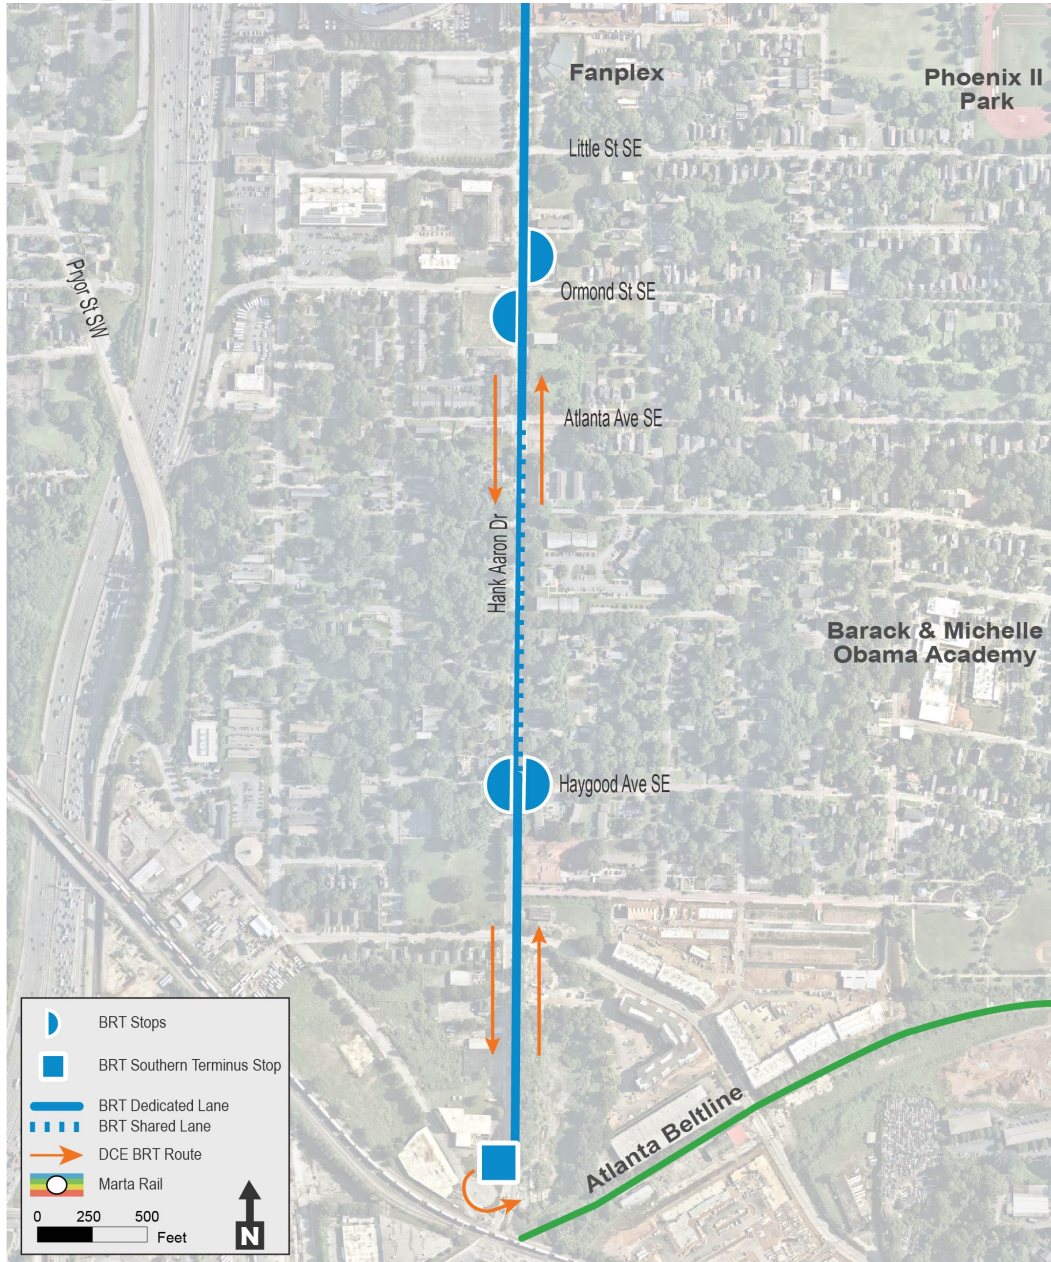 Fanplex
Phoenix II
Park
Little St SE
Pryor St SW
Ormond St SE
Atlanta Ave SE
Hank Aaron Dr
Barack & Michelle
Obama Academy
Haygood Ave SE
Atlanta Beltline
BRT Stops
BRT Southern Terminus Stop
BRT Dedicated Lane
BRT Shared Lane
DCE BRT Route
Marta Rail
0 250 500
Feet
N